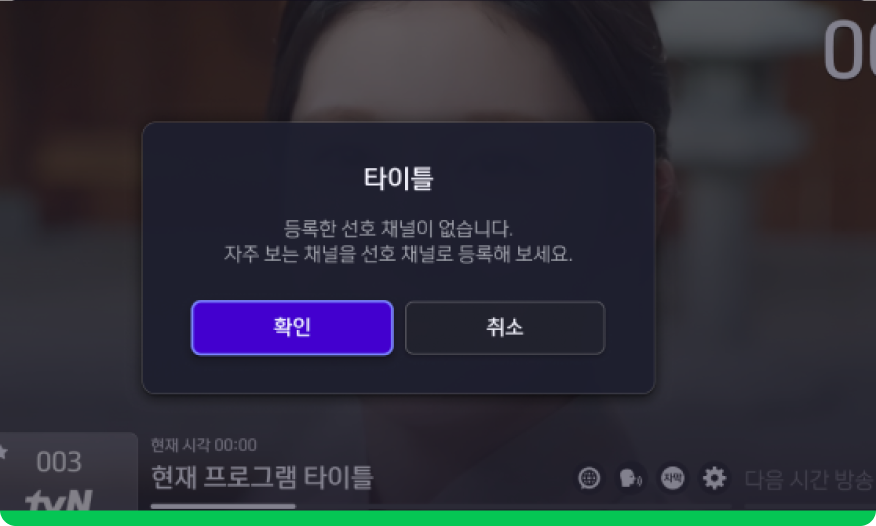 타이틀
등록한 선호 채널이 없습니다.
자주 보는 채널을 선호 채널로 등록해 보세요.
확인
취소
003
tvN
현재 시각 00:00
현재 프로그램 타이틀
자막
다음 시간 방송